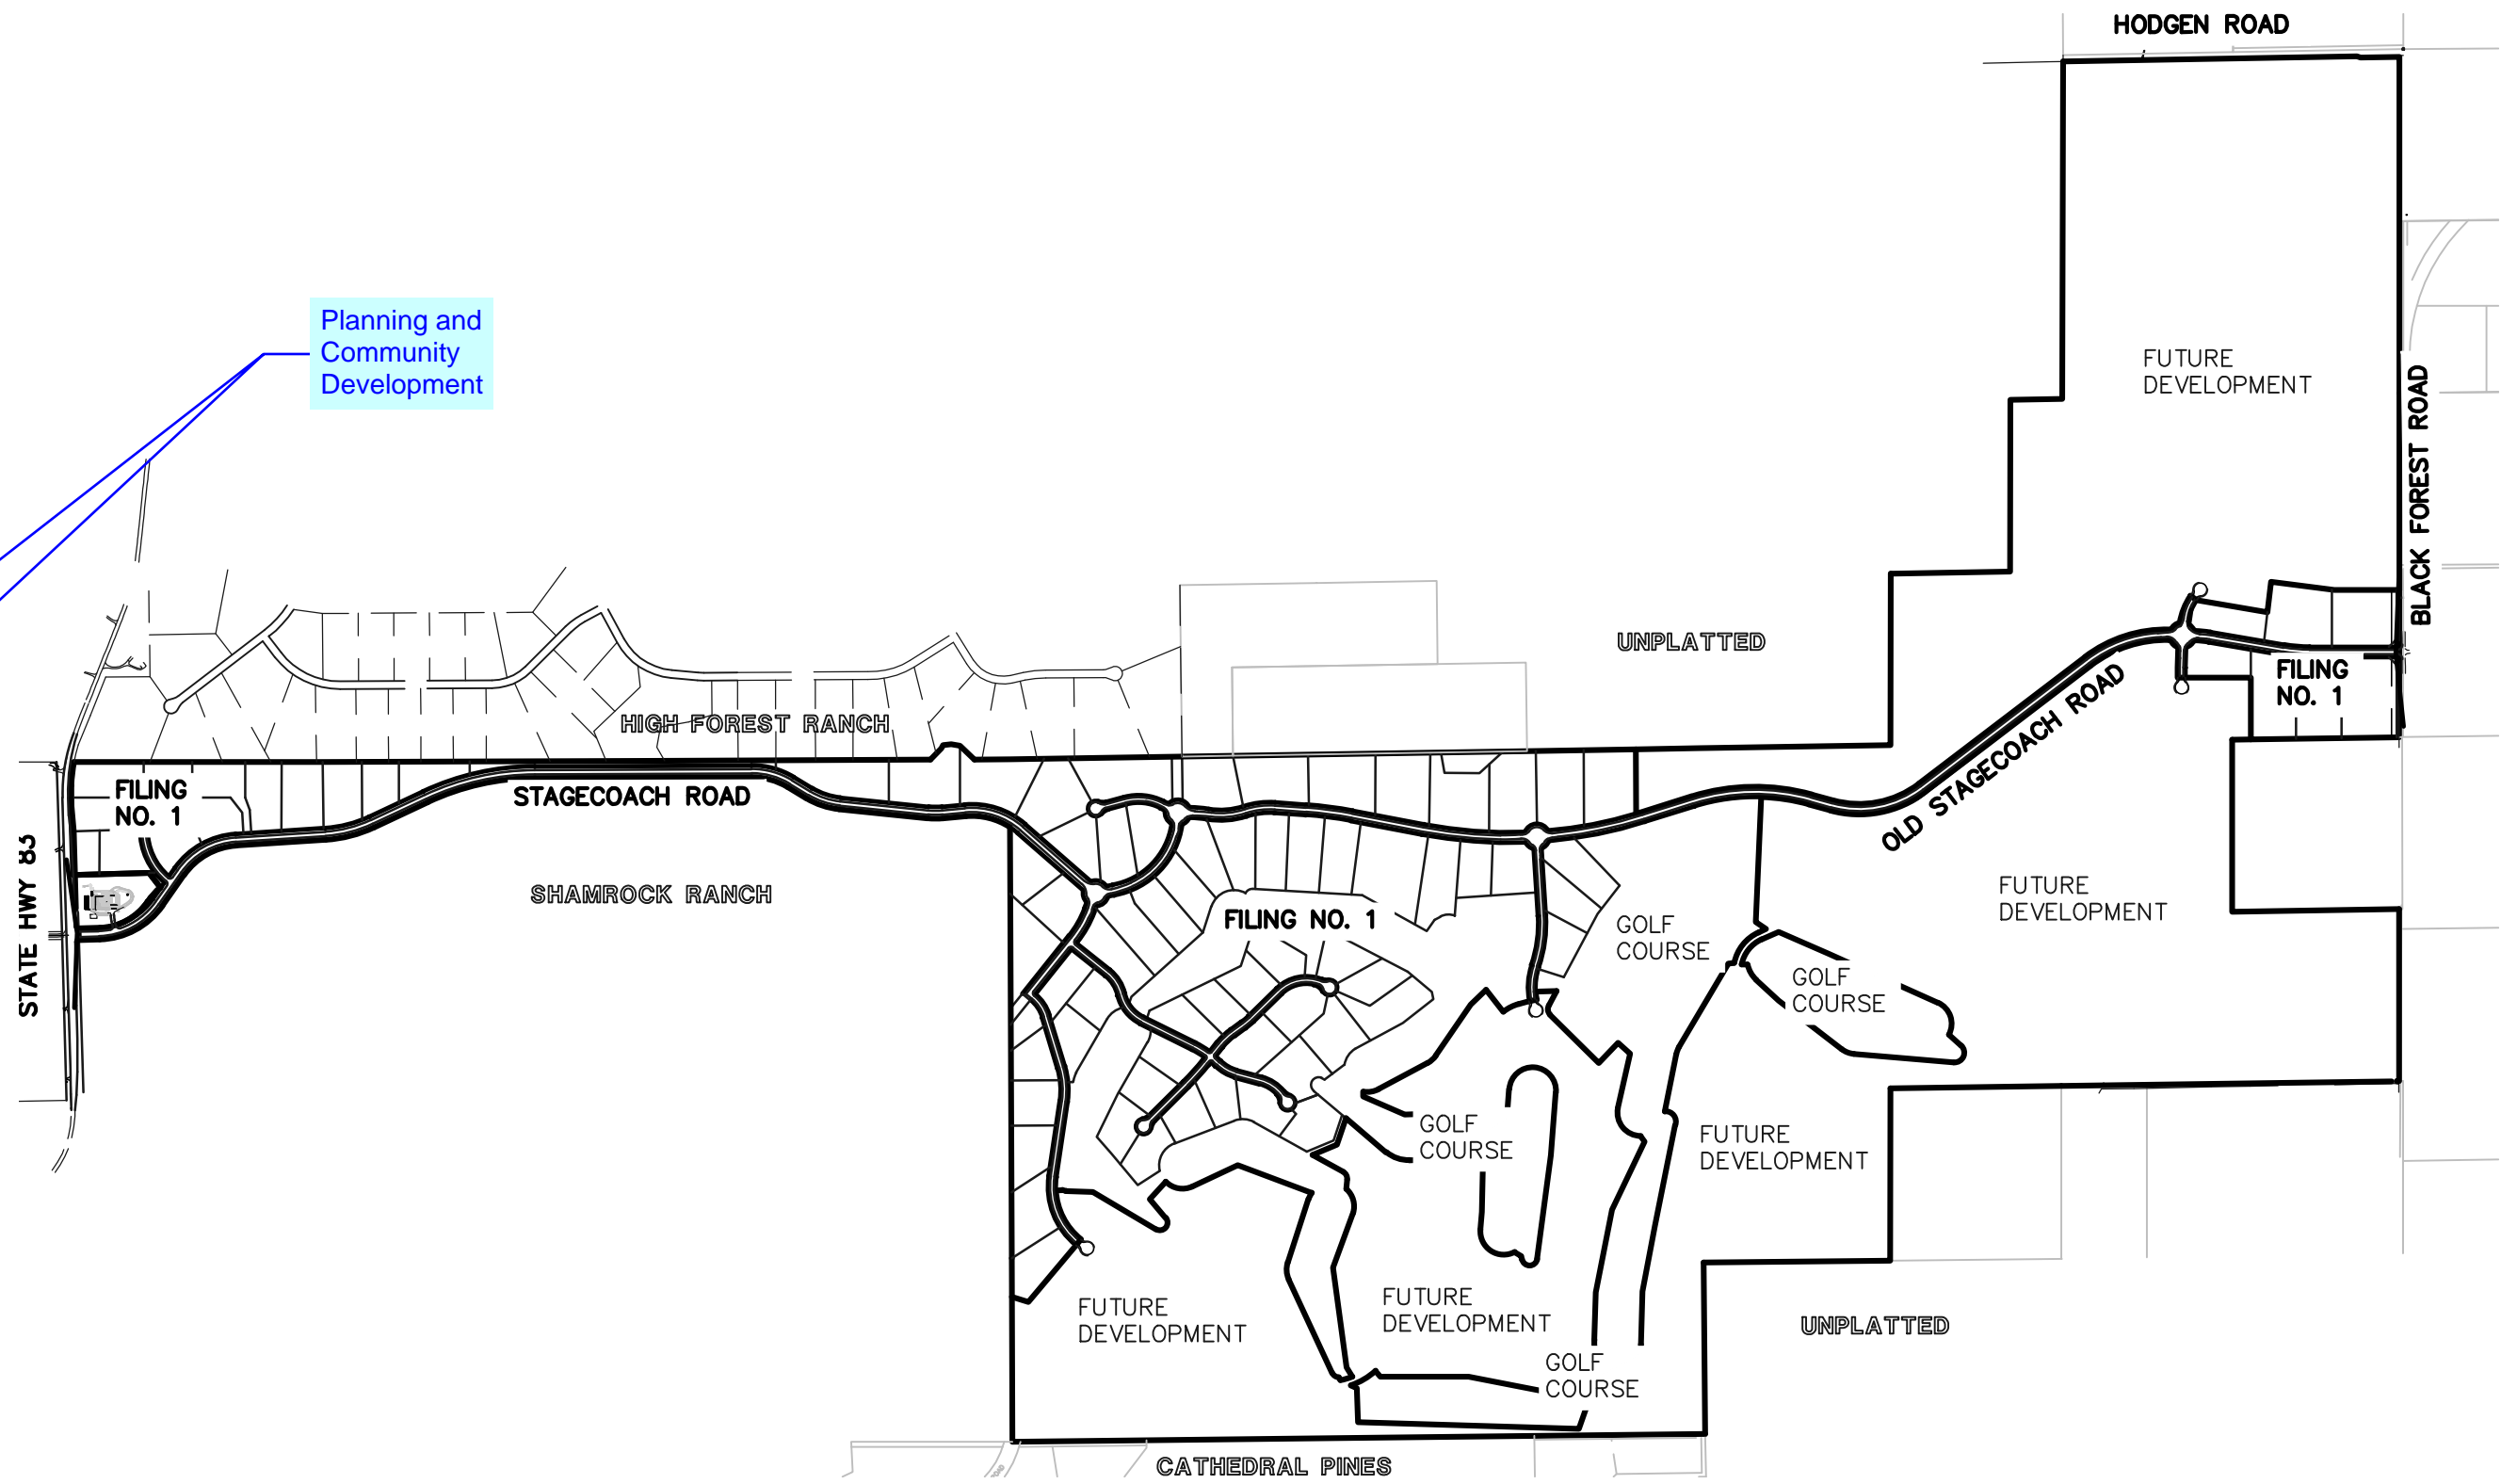 HODGEN ROAD
Planning and
Community
Development
FUTURE
DEVELOPMENT
BLACK FOREST ROAD
UNPLATTED
FILING
NO. 1
HIGH FOREST RANCH
OLD STAGECOACH ROAD
FILING
NO. 1
STAGECOACH ROAD
STATE HWY 83
SHAMROCK RANCH
FILING NO. 1
GOLF
COURSE
FUTURE
DEVELOPMENT
GOLF
COURSE
GOLF
COURSE
FUTURE
DEVELOPMENT
FUTURE
DEVELOPMENT
FUTURE
DEVELOPMENT
UNPLATTED
GOLF
COURSE
CATHEDRAL PINES